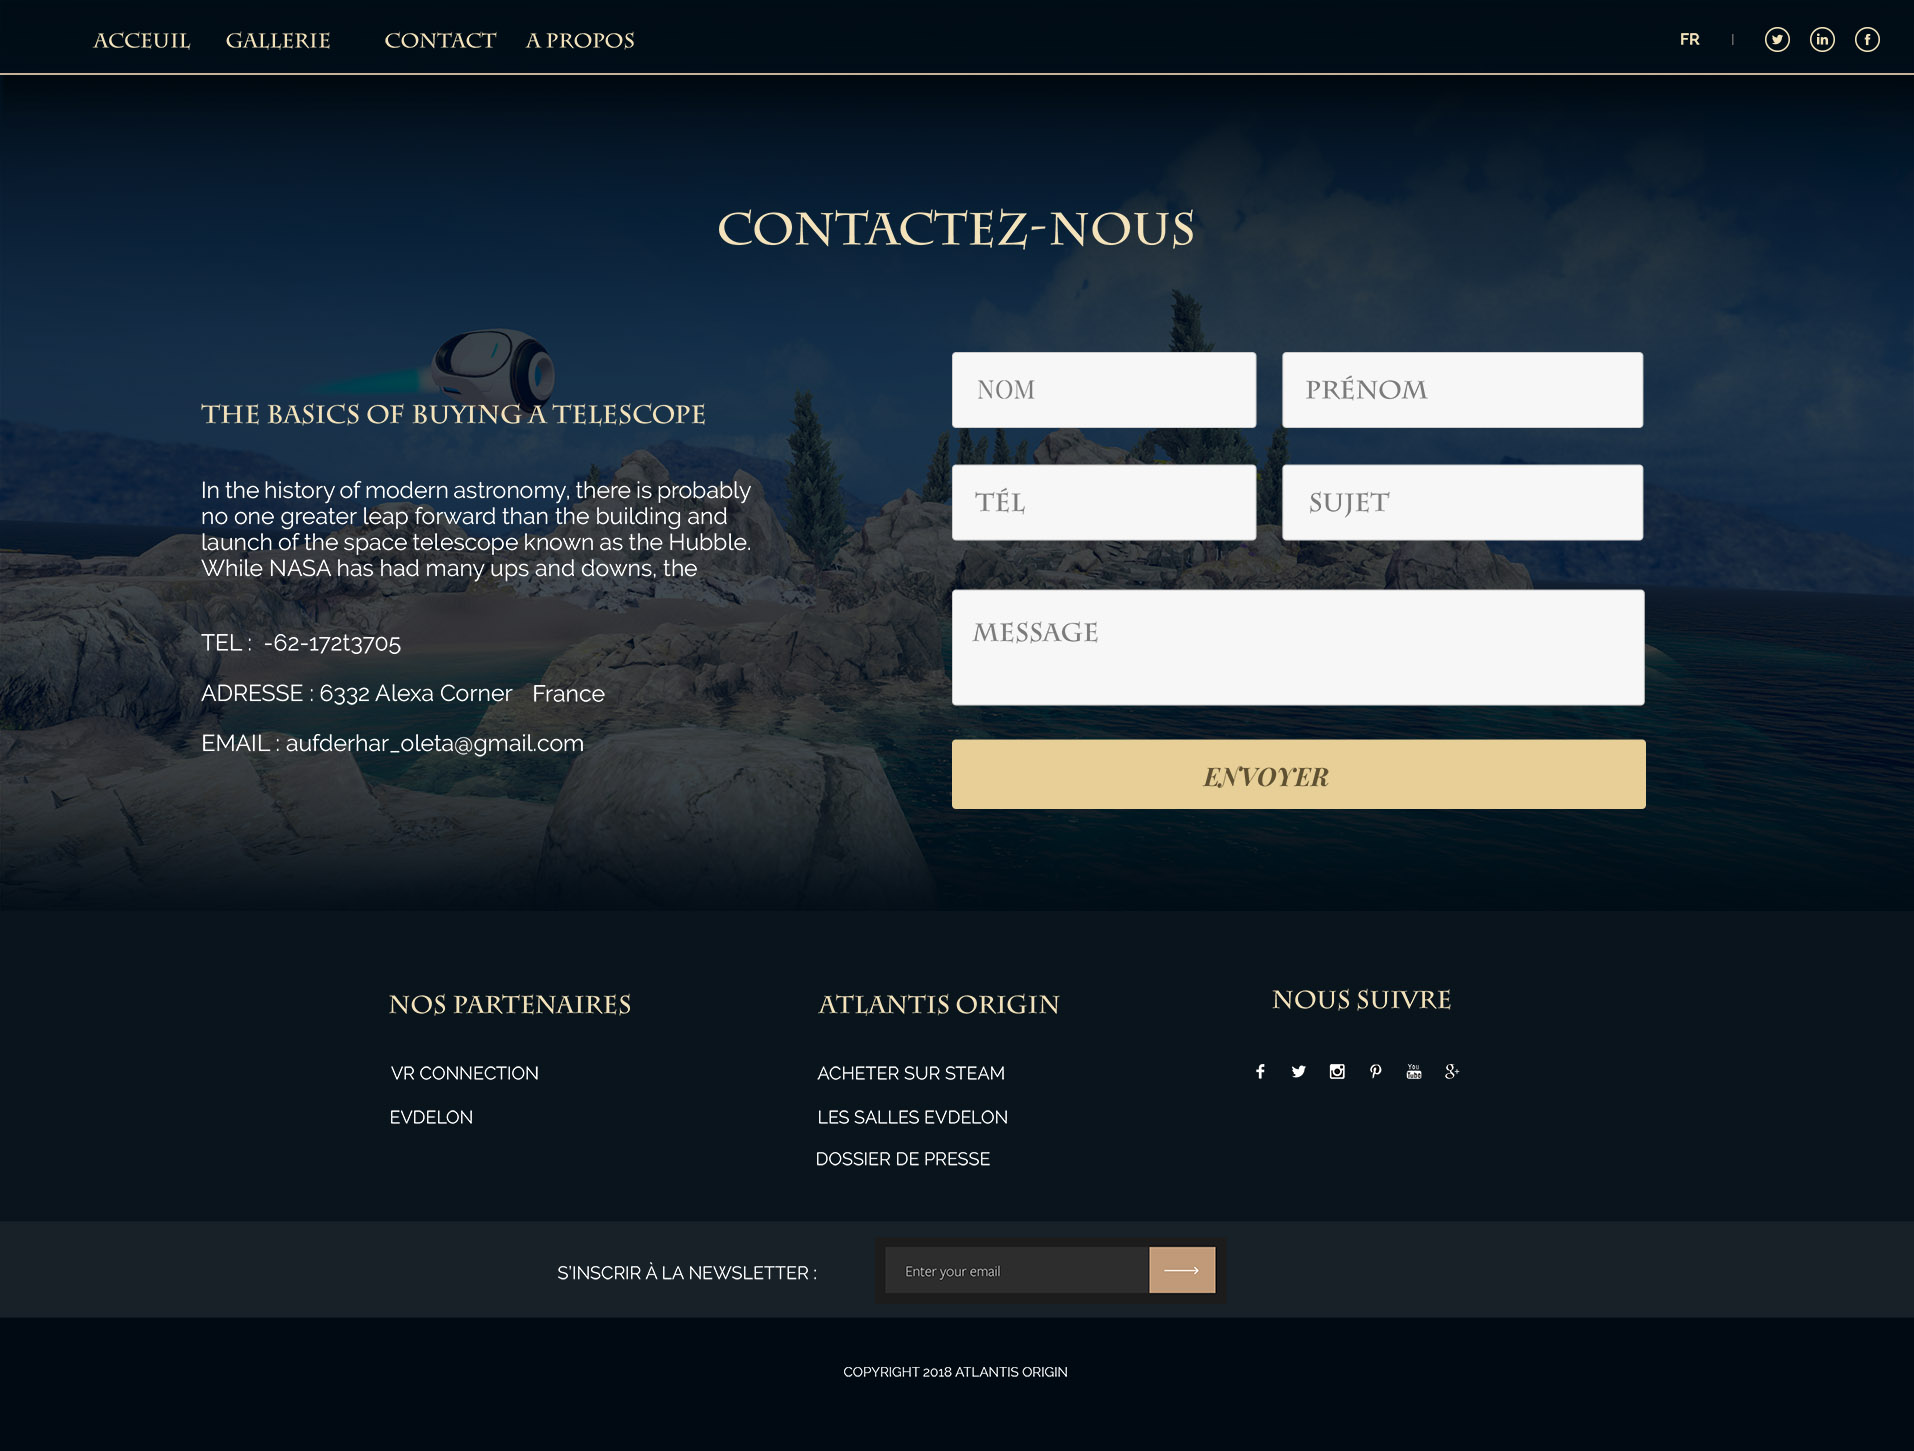 ACCEUIL GALLERIE CONTACT A PROPOS FR
CONTACTEZ-NOUS
THE BASICS OF BUYING A TELESCOPE
In the history of modern astronomy, there is probably
no one greater leap forward than the building and
launch of the space telescope known as the Hubble.
While NASA has had many ups and downs, the
TEL : -62-172t3705
ADRESSE : 6332 Alexa Corner France
EMAIL : aufderhar_oleta@gmail.com
NOM
PRÉNOM
TÉL
SUJET
MESSAGE
ENVOYER
NOS PARTENAIRES
VR CONNECTION
EVDELON
ATLANTIS ORIGIN
ACHETER SUR STEAM
LES SALLES EVDELON
DOSSIER DE PRESSE
NOUS SUIVRE
You Tube
S'INSCRIR À LA NEWSLETTER :
Enter your email
COPYRIGHT 2018 ATLANTIS ORIGIN